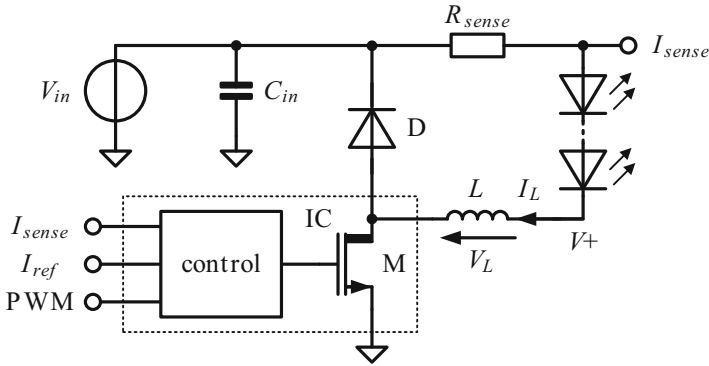 R_sense
I_sense
V_in
C_in
D
L
I_L
V+
V_L
IC
I_sense
I_ref
PWM
control
M